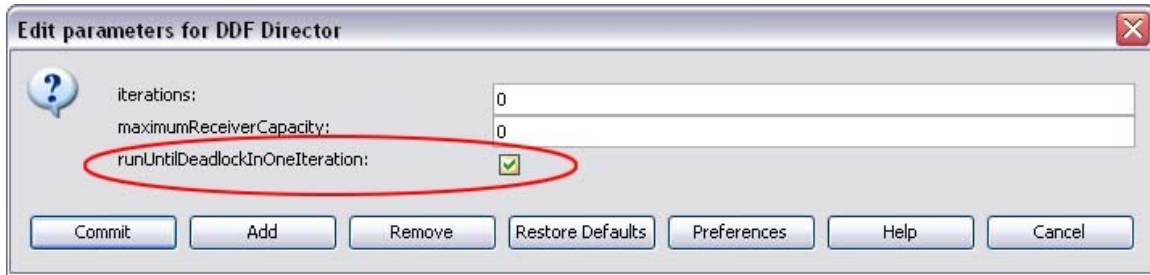 Edit parameters for DDF Director
iterations: 0
maximumReceiverCapacity: 0
runUntilDeadlockInOneIteration:
Commit Add Remove Restore Defaults Preferences Help Cancel